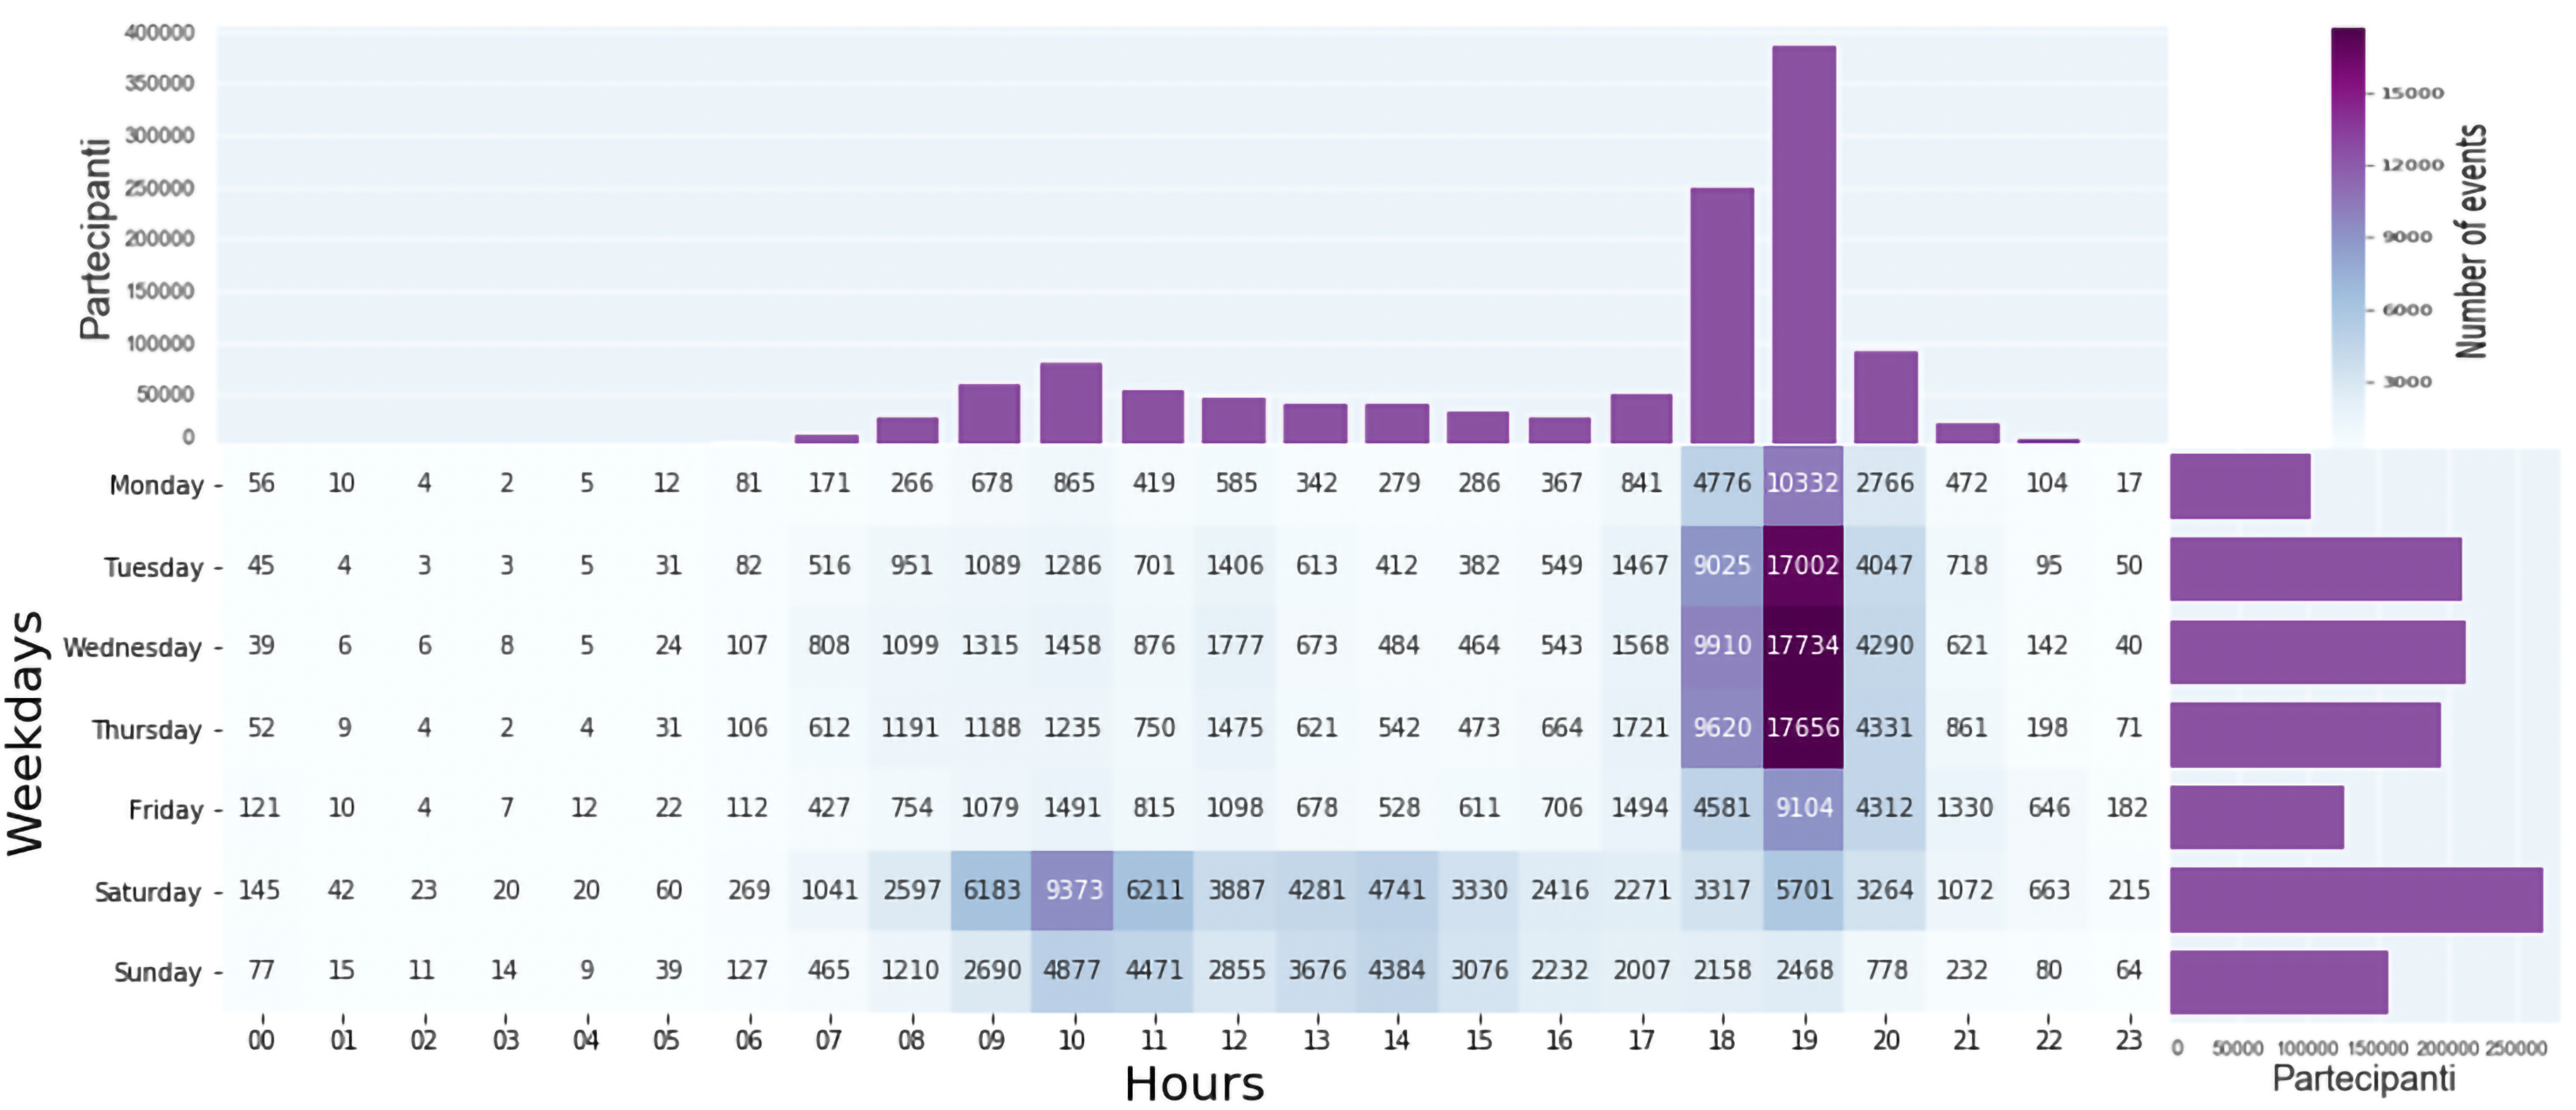 400000
350000
300000
250000
200000
150000
100000
50000
0
Partecipanti
15000
12000
9000
6000
3000
Number of events
Weekdays
Monday 56 10 4 2 5 12 81 171 266 678 865 419 585 342 279 286 367 841 4776 10332 2766 472 104 17
Tuesday 45 4 3 3 5 31 82 516 951 1089 1286 701 1406 613 412 382 549 1467 9025 17002 4047 718 95 50
Wednesday 39 6 6 8 5 24 107 808 1099 1315 1458 876 1777 673 484 464 543 1568 9910 17734 4290 621 142 40
Thursday 52 9 4 2 4 31 106 612 1191 1188 1235 750 1475 621 542 473 664 1721 9620 17656 4331 861 198 71
Friday 121 10 4 7 12 22 112 427 754 1079 1491 815 1098 678 528 611 706 1494 4581 9104 4312 1330 646 182
Saturday 145 42 23 20 20 60 269 1041 2597 6183 9373 6211 3887 4281 4741 3330 2416 2271 3317 5701 3264 1072 663 215
Sunday 77 15 11 14 9 39 127 465 1210 2690 4877 4471 2855 3676 4384 3076 2232 2007 2158 2468 778 232 80 64
00 01 02 03 04 05 06 07 08 09 10 11 12 13 14 15 16 17 18 19 20 21 22 23
Hours
0 50000 100000 150000 200000 250000
Partecipanti